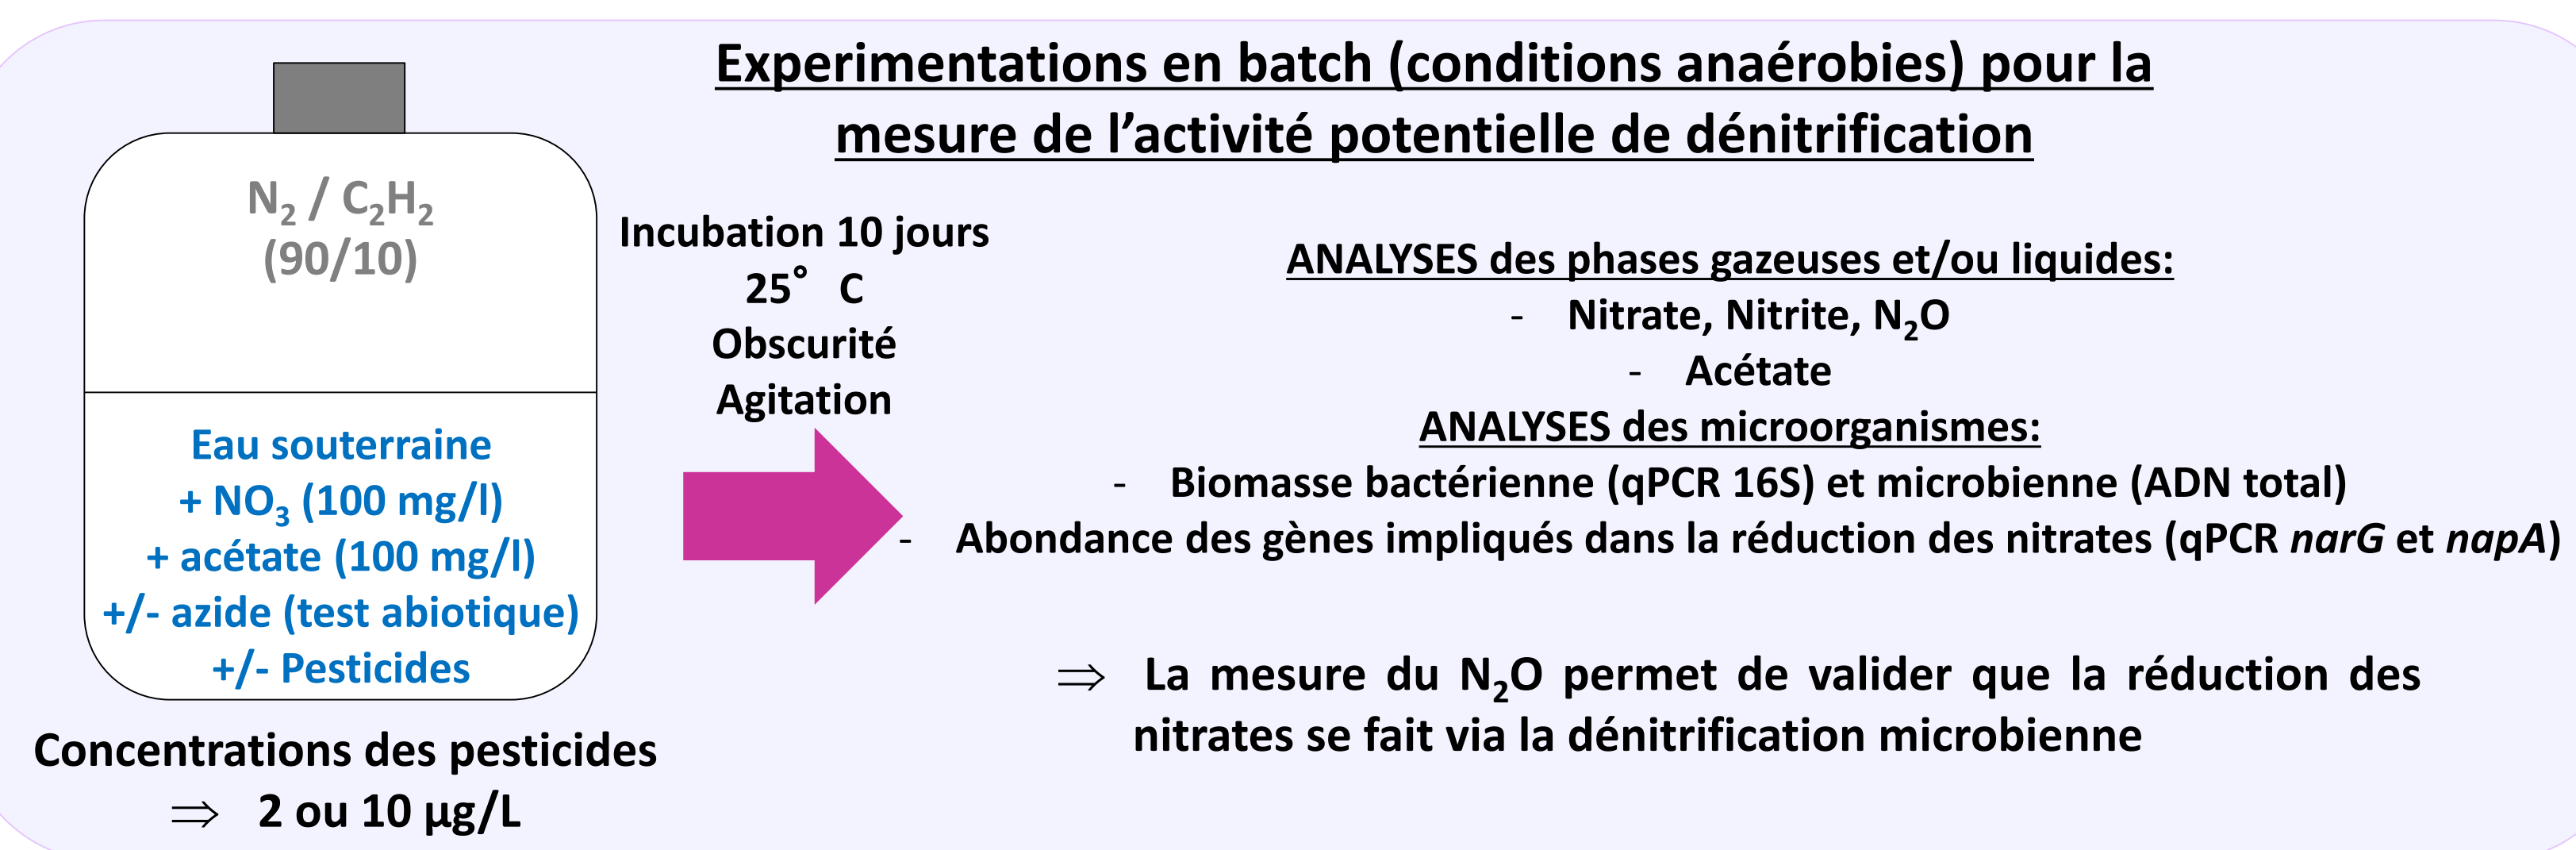 Experimentations en batch (conditions anaérobies) pour la
mesure de l’activité potentielle de dénitrification
N₂ / C₂H₂
(90/10)
Eau souterraine
+ NO₃ (100 mg/l)
+ acétate (100 mg/l)
+/- azide (test abiotique)
+/- Pesticides
Concentrations des pesticides
⇒ 2 ou 10 µg/L
Incubation 10 jours
25° C
Obscurité
Agitation
ANALYSES des phases gazeuses et/ou liquides:
- Nitrate, Nitrite, N₂O
- Acétate
ANALYSES des microorganismes:
- Biomasse bactérienne (qPCR 16S) et microbienne (ADN total)
- Abondance des gènes impliqués dans la réduction des nitrates (qPCR narG et napA)
⇒ La mesure du N₂O permet de valider que la réduction des
nitrates se fait via la dénitrification microbienne